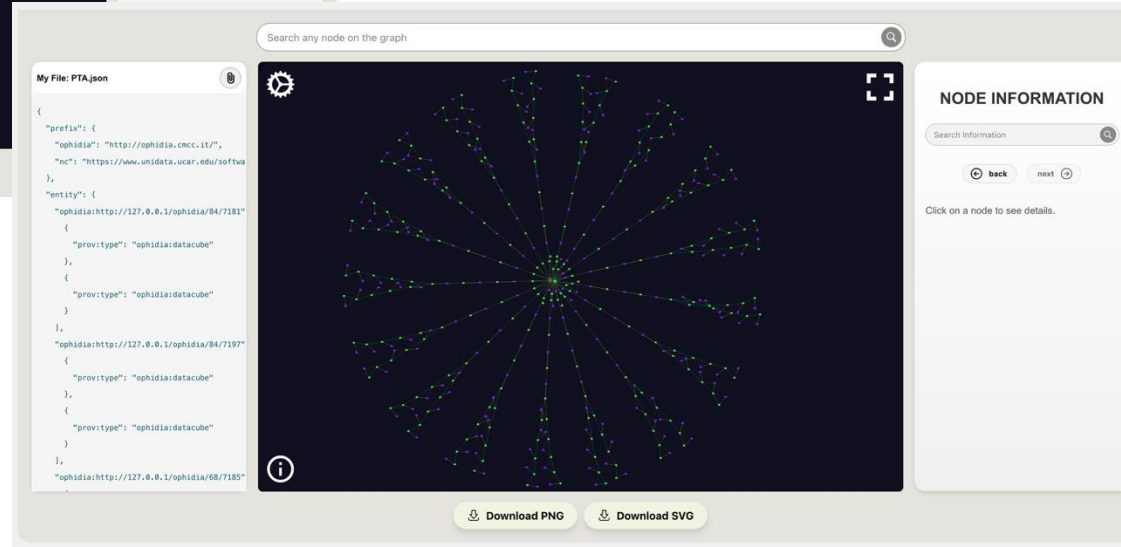 Search any node on the graph
My File: PTA.json
{
"prefix": {
"ophidia": "http://ophidia.cmcc.it/",
"nc": "https://www.unidata.ucar.edu/softwa
},
"entity": {
"ophidia:http://127.0.0.1/ophidia/84/7181"
{
"prov:type": "ophidia:datacube"
},
{
"prov:type": "ophidia:datacube"
}
],
"ophidia:http://127.0.0.1/ophidia/84/7197"
{
"prov:type": "ophidia:datacube"
},
{
"prov:type": "ophidia:datacube"
}
],
"ophidia:http://127.0.0.1/ophidia/68/7185"
NODE INFORMATION
Search Information
back
next
Click on a node to see details.
Download PNG
Download SVG